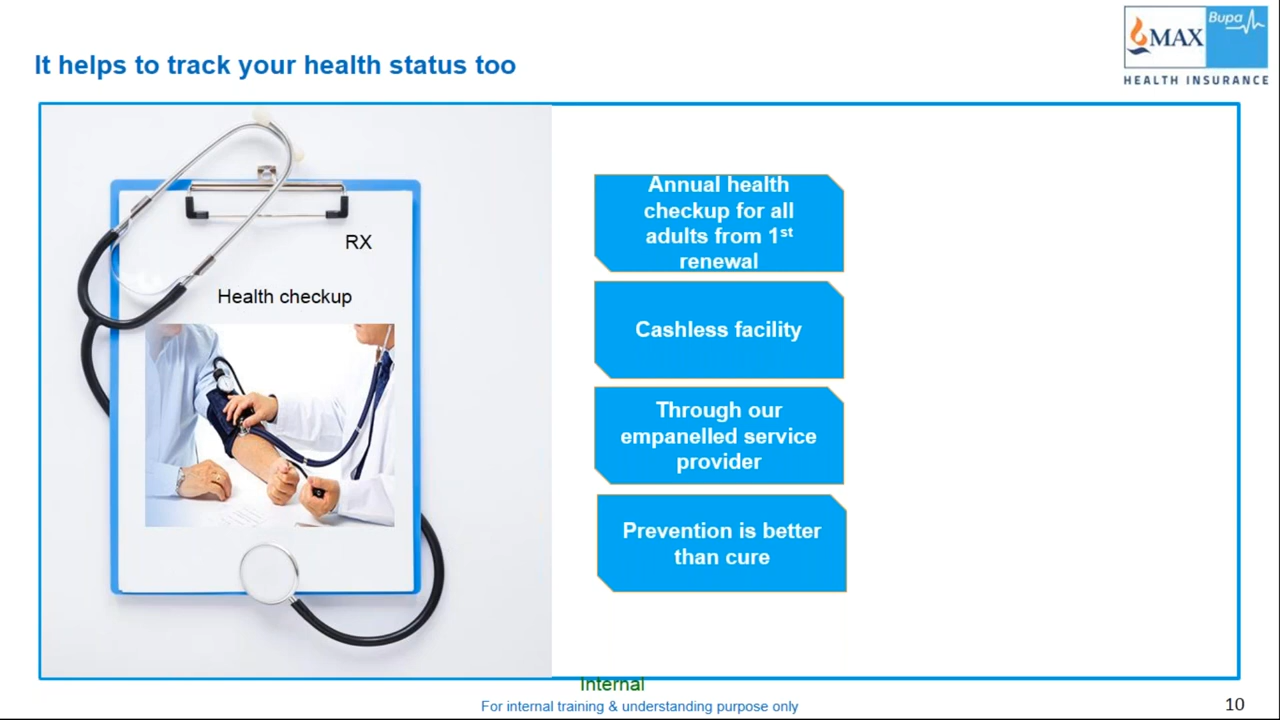 MAX
Bupa
HEALTH INSURANCE
It helps to track your health status too
RX
Health checkup
Annual health
checkup for all
adults from 1st
renewal
Cashless facility
Through our
empanelled service
provider
Prevention is better
than cure
Internal
For internal training & understanding purpose only
10